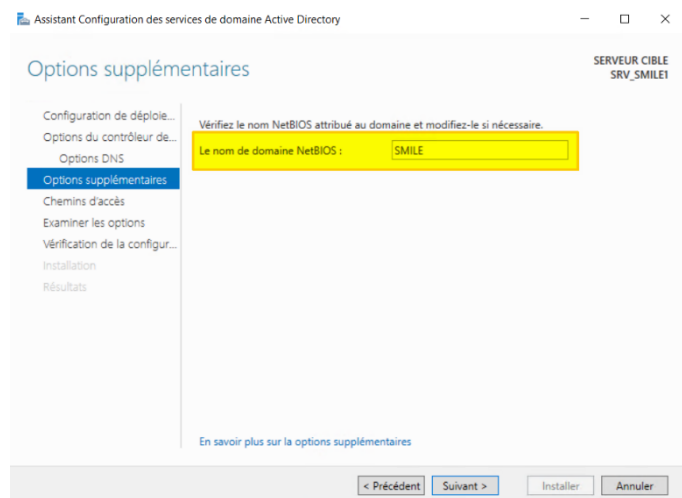 Assistant Configuration des services de domaine Active Directory
Options supplémentaires
SERVEUR CIBLE
SRV_SMILE1
Configuration de déploie...
Options du contrôleur de...
Options DNS
Options supplémentaires
Chemins d'accès
Examiner les options
Vérification de la configur...
Installation
Résultats
Vérifiez le nom NetBIOS attribué au domaine et modifiez-le si nécessaire.
Le nom de domaine NetBIOS : SMILE
En savoir plus sur la options supplémentaires
< Précédent Suivant > Installer Annuler